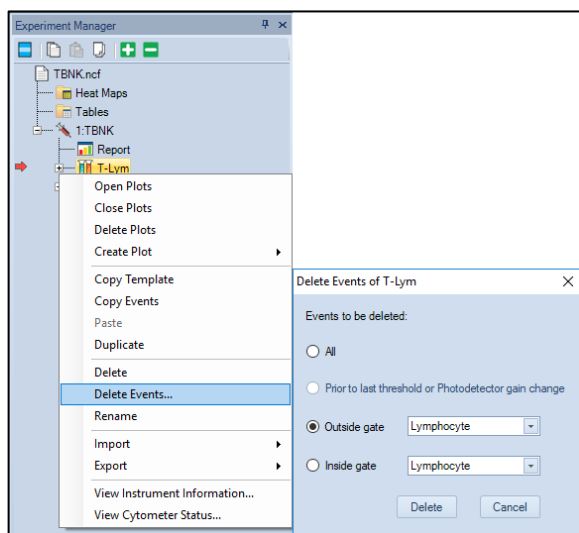 Experiment Manager
TBNK.ncf
Heat Maps
Tables
1:TBNK
Report
T-Lym
Open Plots
Close Plots
Delete Plots
Create Plot
Copy Template
Copy Events
Paste
Duplicate
Delete
Delete Events...
Rename
Import
Export
View Instrument Information...
View Cytometer Status...
Delete Events of T-Lym
Events to be deleted:
All
Prior to last threshold or Photodetector gain change
Outside gate Lymphocyte
Inside gate Lymphocyte
Delete Cancel